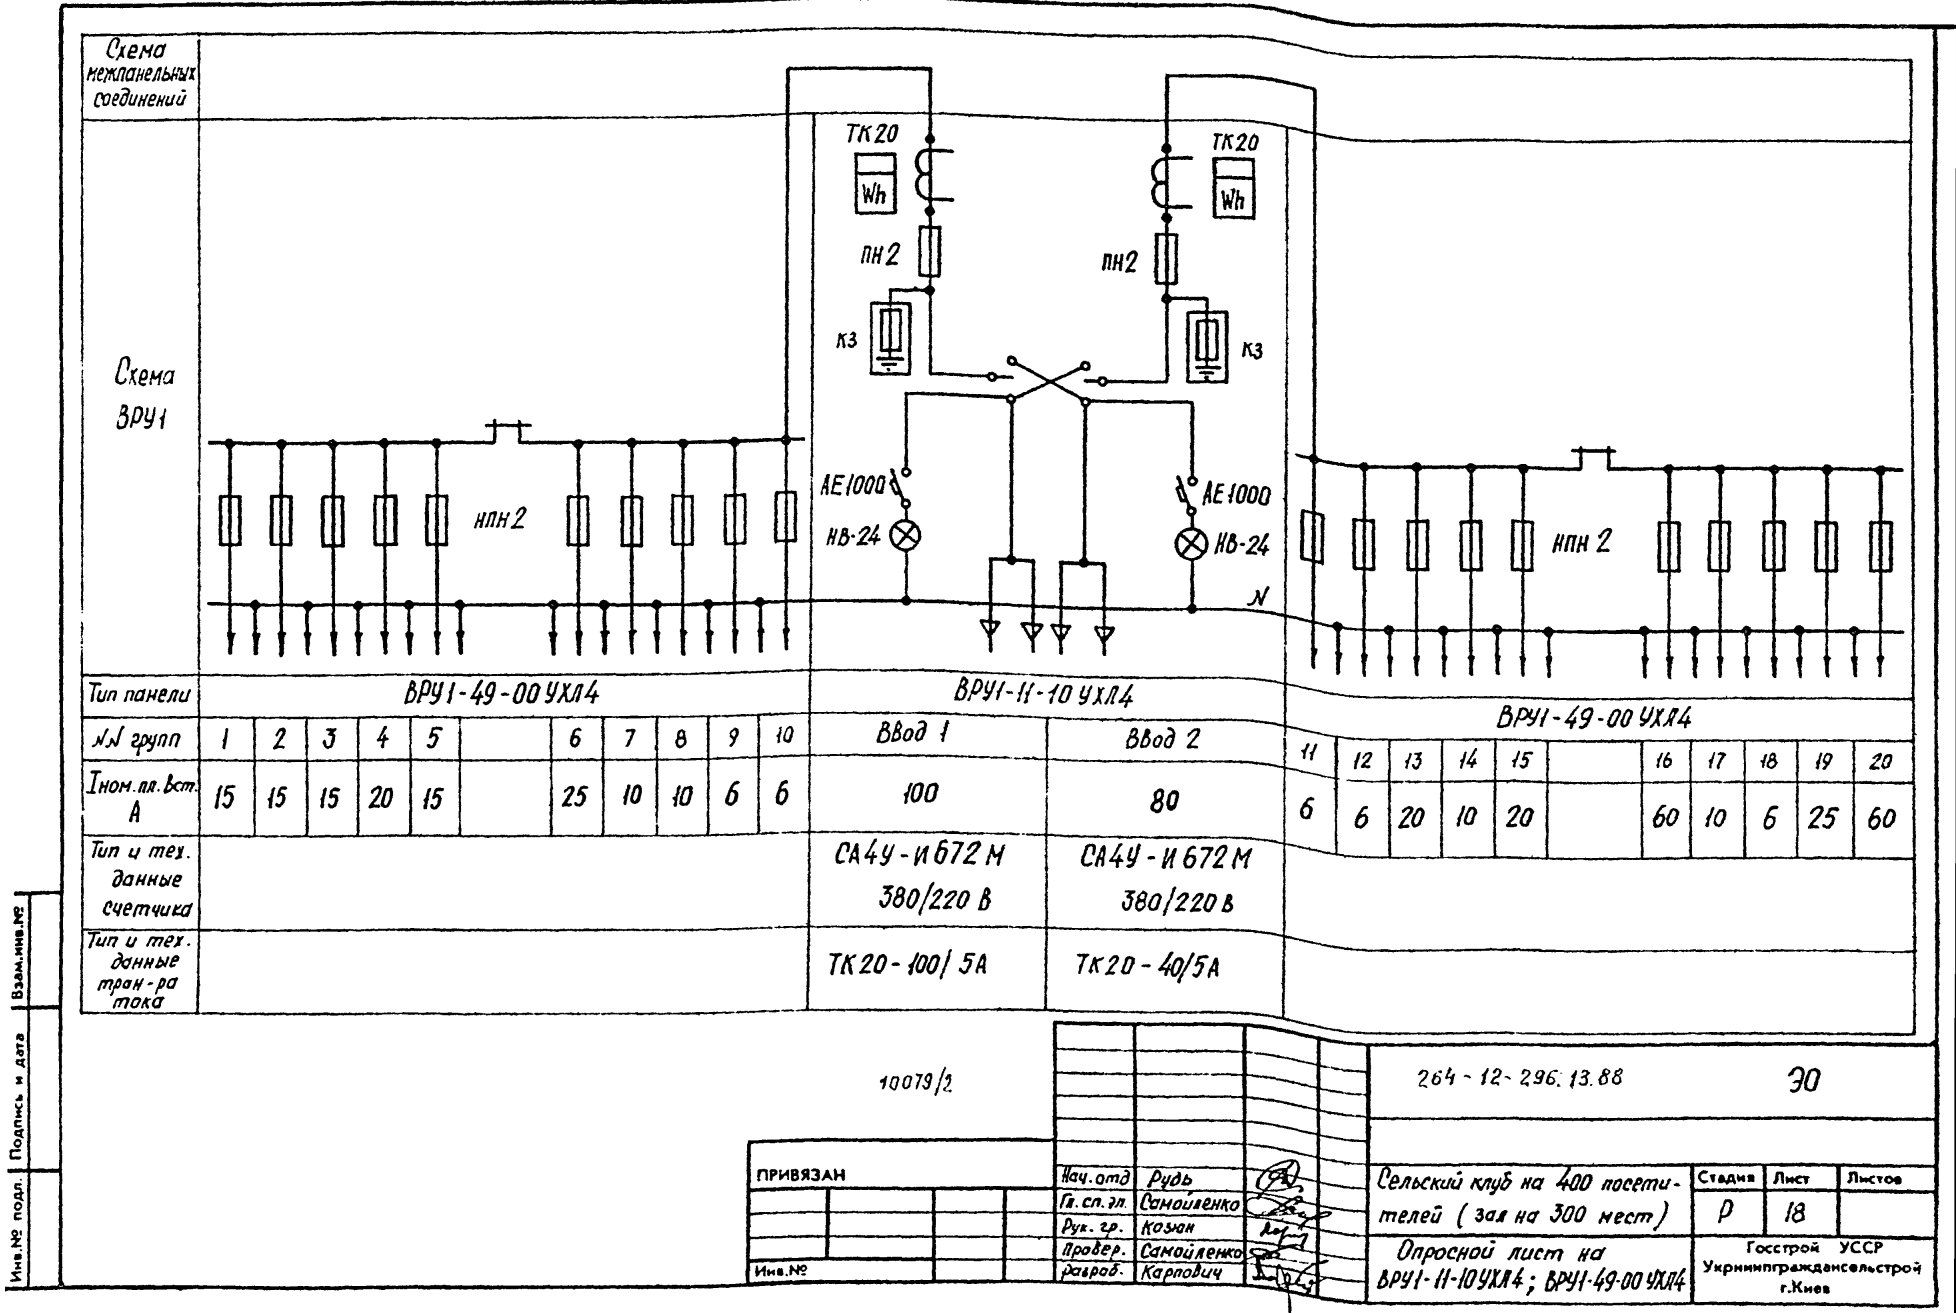 Схема
межпанельных
соединений
ТК20
Wh
ПН2
КЗ
ТК20
Wh
ПН2
КЗ
Схема
ВРУ1
НПН2
АЕ1000
НВ-24
АЕ1000
НВ-24
N
НПН2
Тип панели
ВРУ1-49-00 УХЛ4
ВРУ1-11-10 УХЛ4
ВРУ1-49-00 УХЛ4
NN групп
1 2 3 4 5 6 7 8 9 10
Ввод 1
Ввод 2
11 12 13 14 15 16 17 18 19 20
Iном.пл.вст.
А
15 15 15 20 15 25 10 10 6 6
100
80
6 6 20 10 20 60 10 6 25 60
Тип и тех.
данные
счетчика
СА4У-И672М
380/220 В
СА4У-И672М
380/220 В
Тип и тех.
данные
тран-ра
тока
ТК20-100/5А
ТК20-40/5А
Взам.инв.№
Подпись и дата
Инв.№ подл.
10079/2
264-12-296.13.88
ЭО
ПРИВЯЗАН
Инв.№
Нач.отд Рудь
Гл.сп.эл. Самойленко
Рук. гр. Козюн
Провер. Самойленко
Разраб. Карпович
Сельский клуб на 400 посети-
телей (зал на 300 мест)
Стадия Лист Листов
Р 18
Опросной лист на
ВРУ1-11-10УХЛ4; ВРУ1-49-00 УХЛ4
Госстрой УССР
Укрниипграждансельстрой
г.Киев